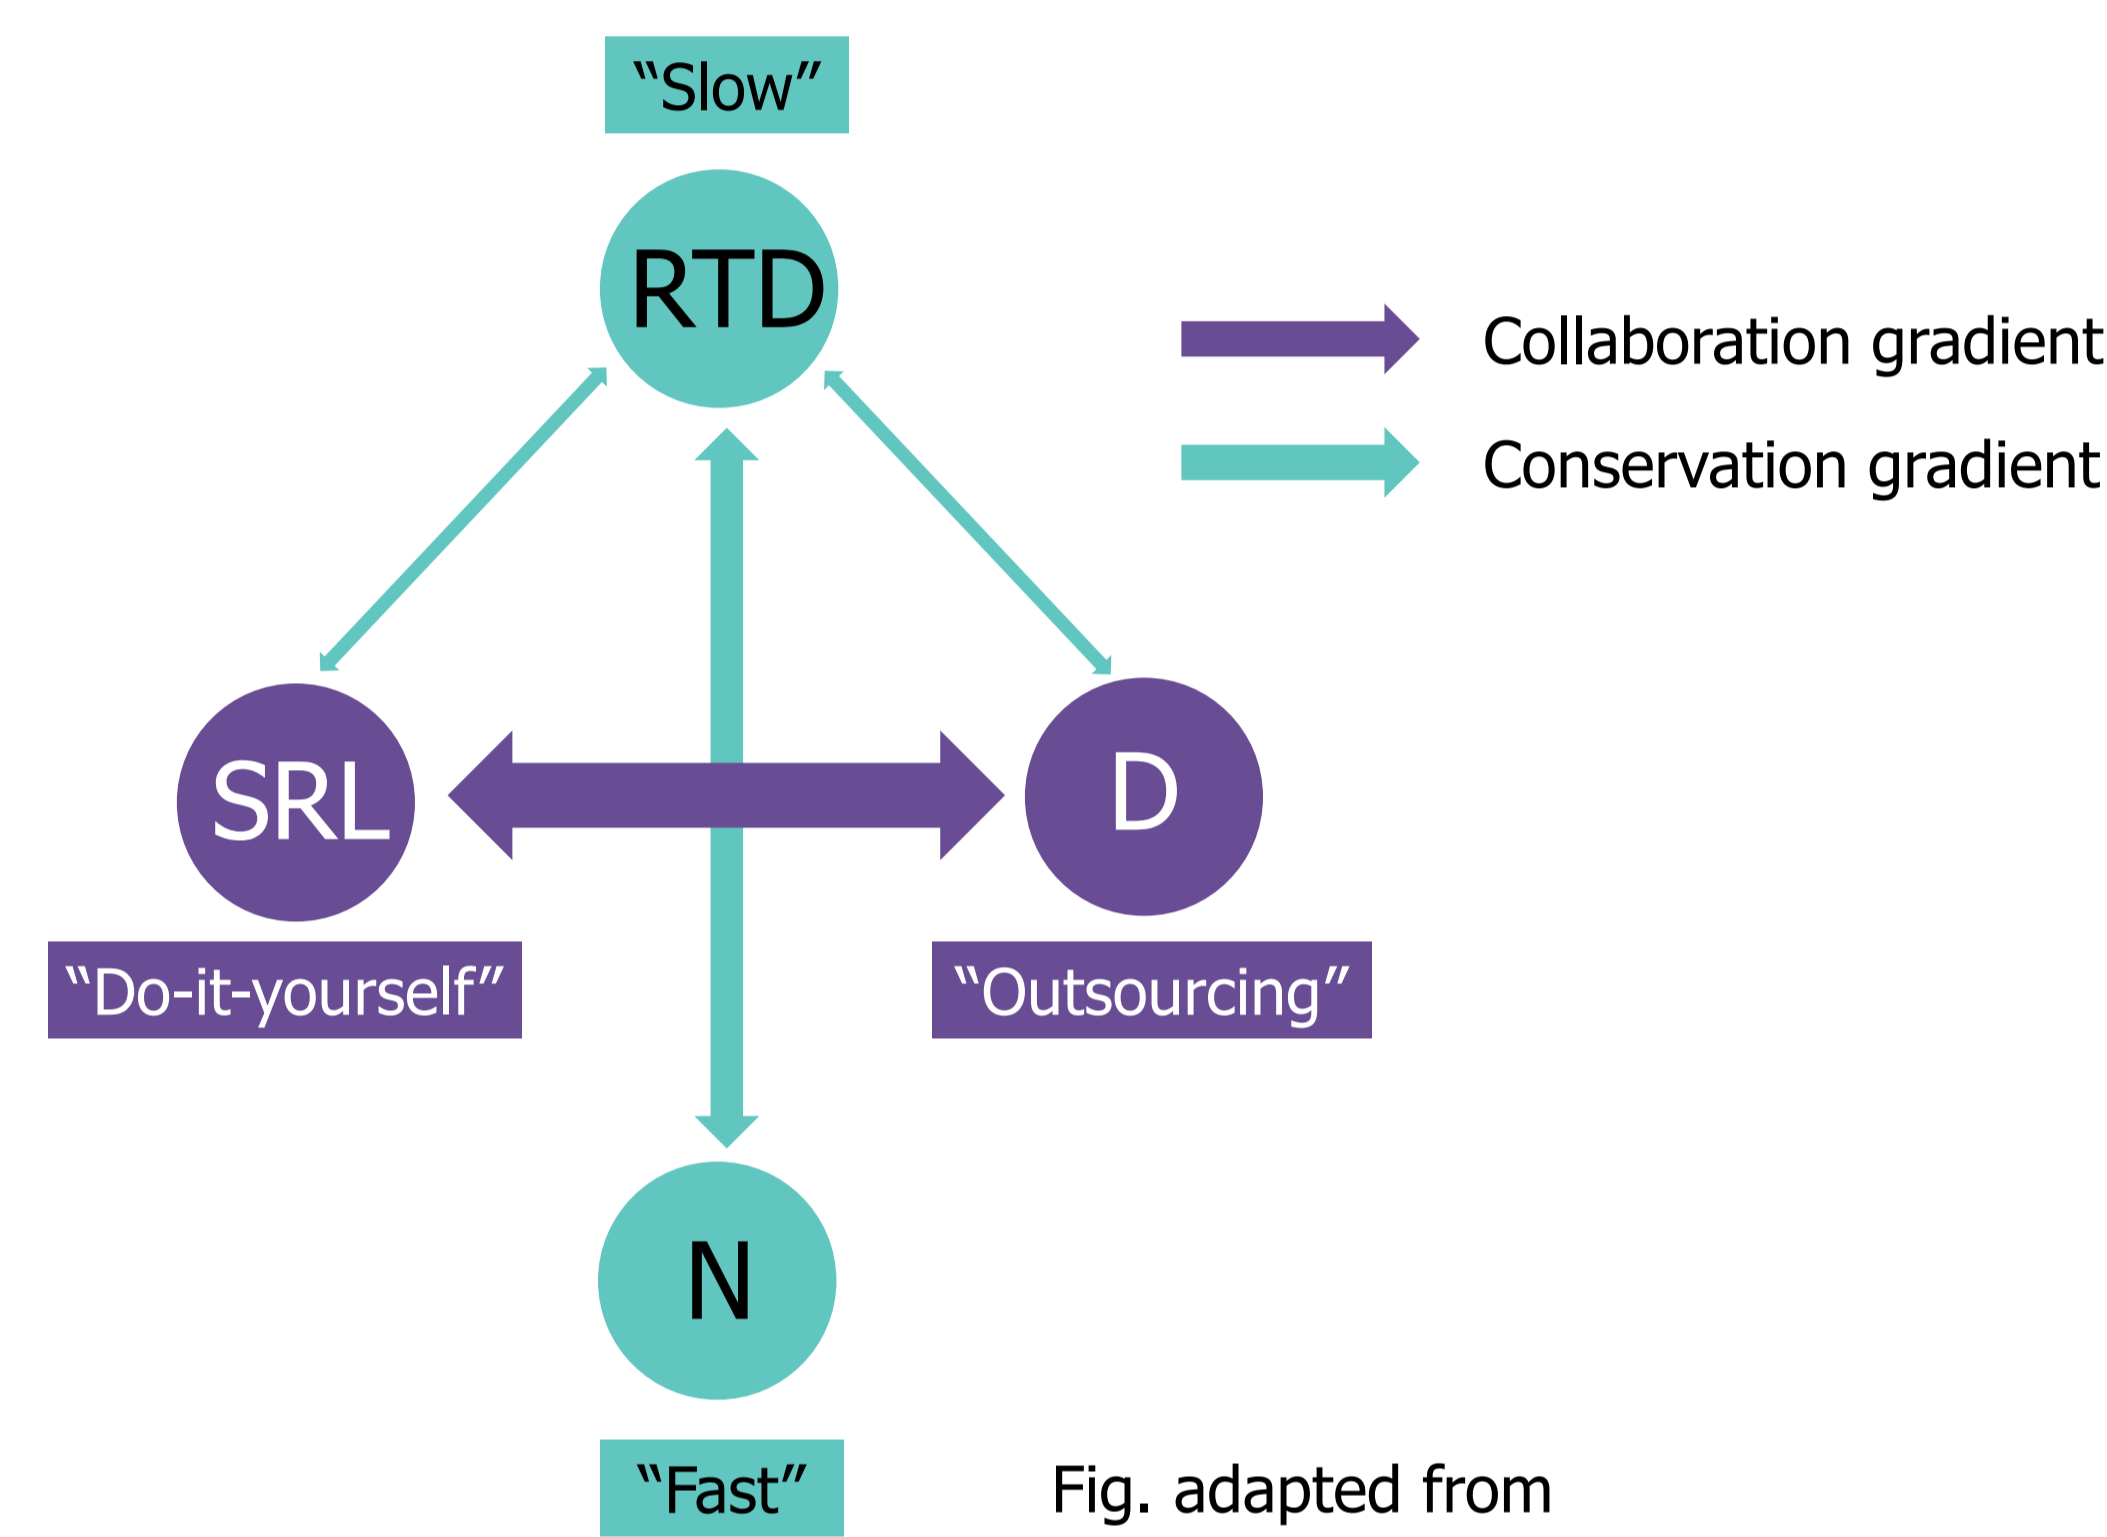 “Slow”
RTD
Collaboration gradient
Conservation gradient
SRL
D
“Do-it-yourself”
“Outsourcing”
N
“Fast”
Fig. adapted from